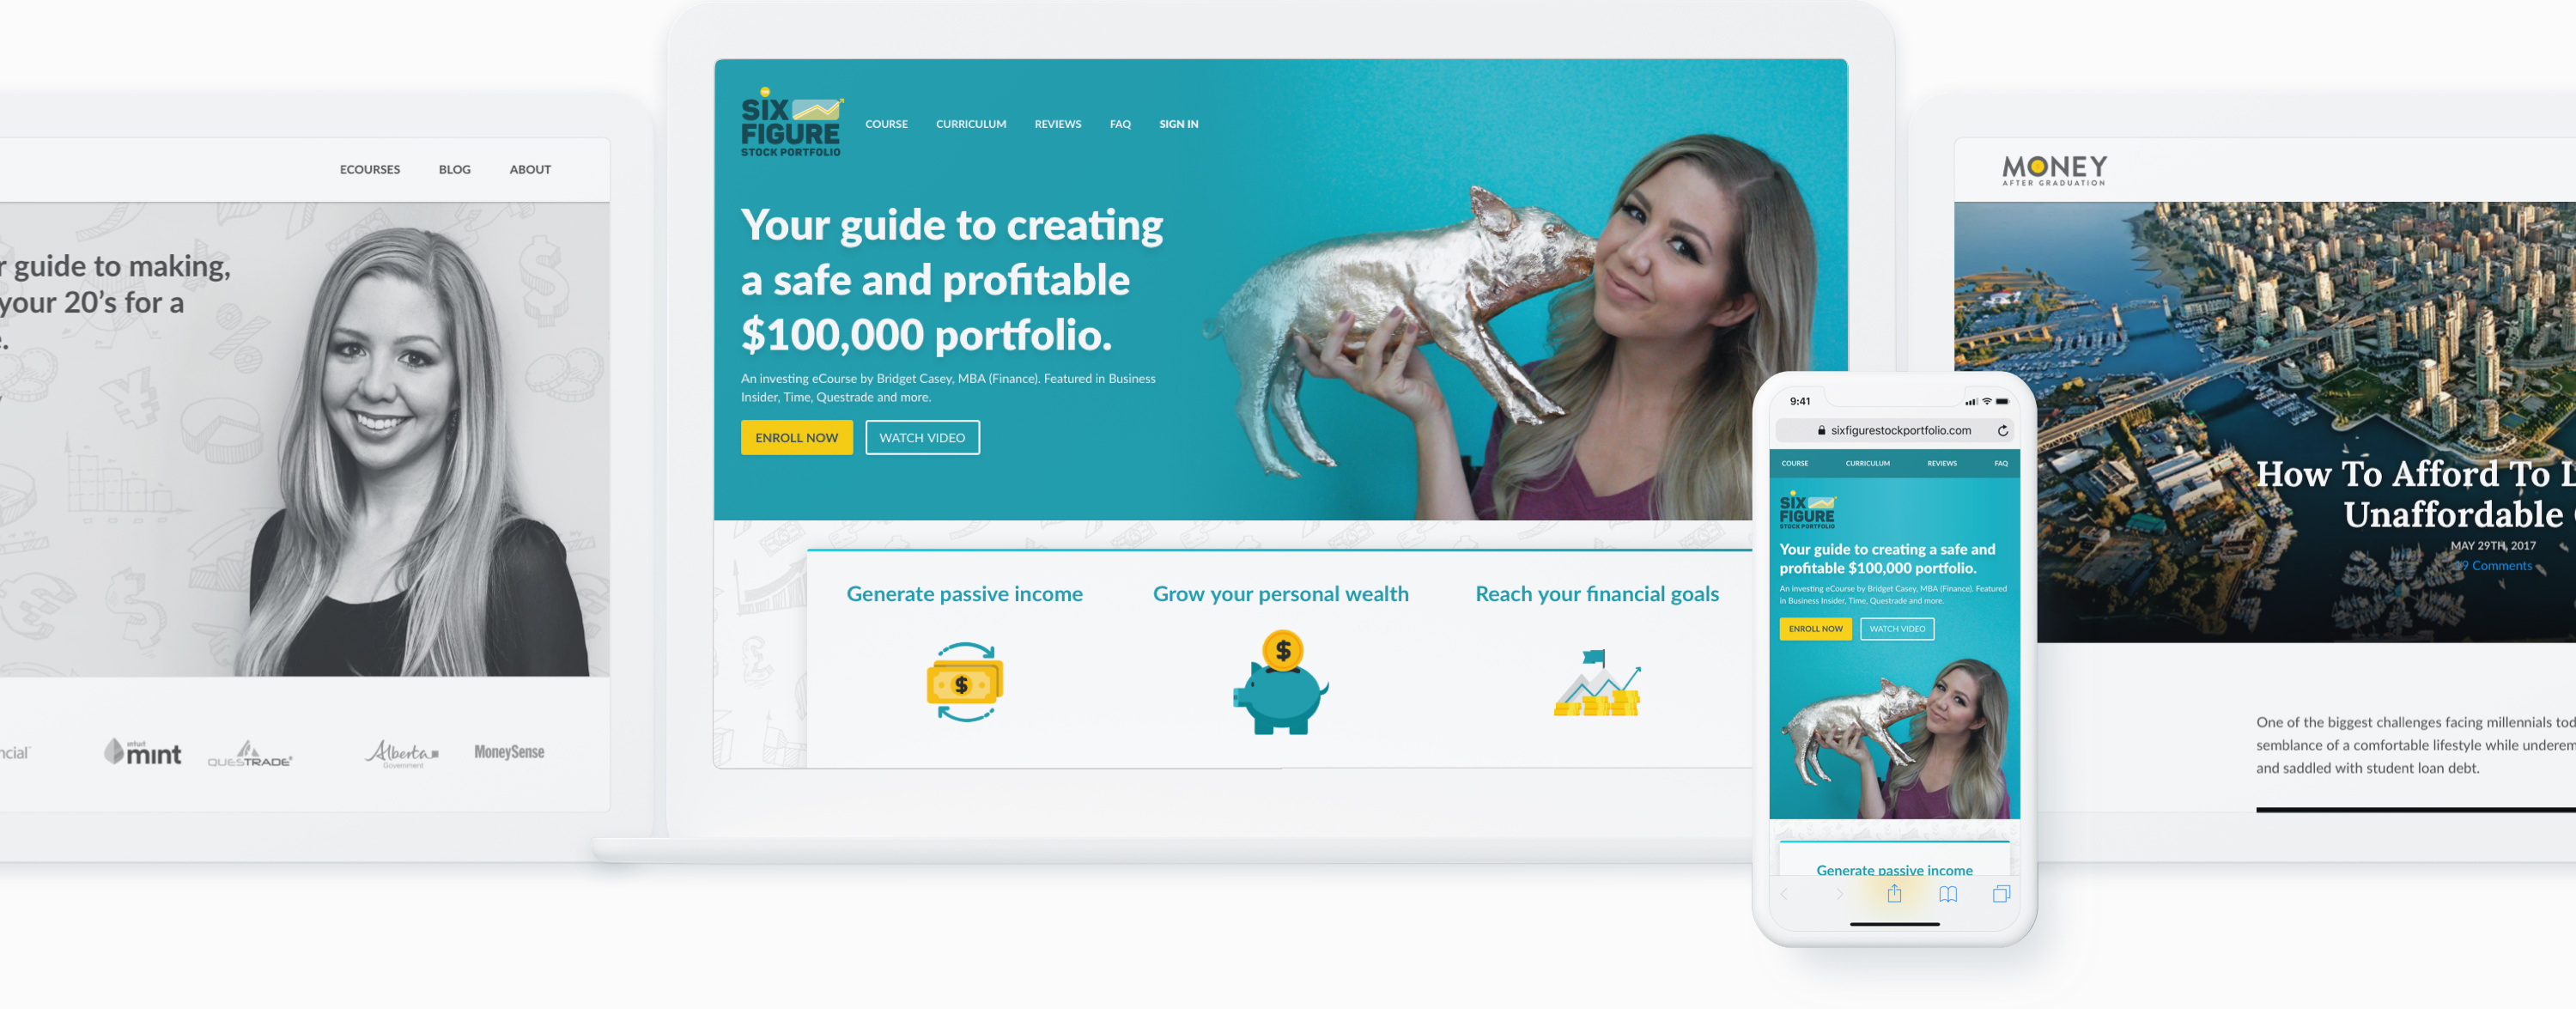 ECOURSES BLOG ABOUT
guide to making,
your 20's for a
intuit
mint
QUESTRADE
Alberta
Government
MoneySense
SIX
FIGURE
STOCK PORTFOLIO
COURSE CURRICULUM REVIEWS FAQ SIGN IN
Your guide to creating
a safe and profitable
$100,000 portfolio.
An investing eCourse by Bridget Casey, MBA (Finance). Featured in Business
Insider, Time, Questrade and more.
ENROLL NOW WATCH VIDEO
Generate passive income
Grow your personal wealth
Reach your financial goals
9:41
sixfigurestockportfolio.com
COURSE CURRICULUM REVIEWS FAQ
SIX
FIGURE
STOCK PORTFOLIO
Your guide to creating a safe and
profitable $100,000 portfolio.
An investing eCourse by Bridget Casey, MBA (Finance). Featured
in Business Insider, Time, Questrade and more.
ENROLL NOW WATCH VIDEO
Generate passive income
MONEY
AFTER GRADUATION
How To Afford To
Unaffordable
MAY 29TH, 2017
Comments
One of the biggest challenges facing millennials
semblance of a comfortable lifestyle while
and saddled with student loan debt.